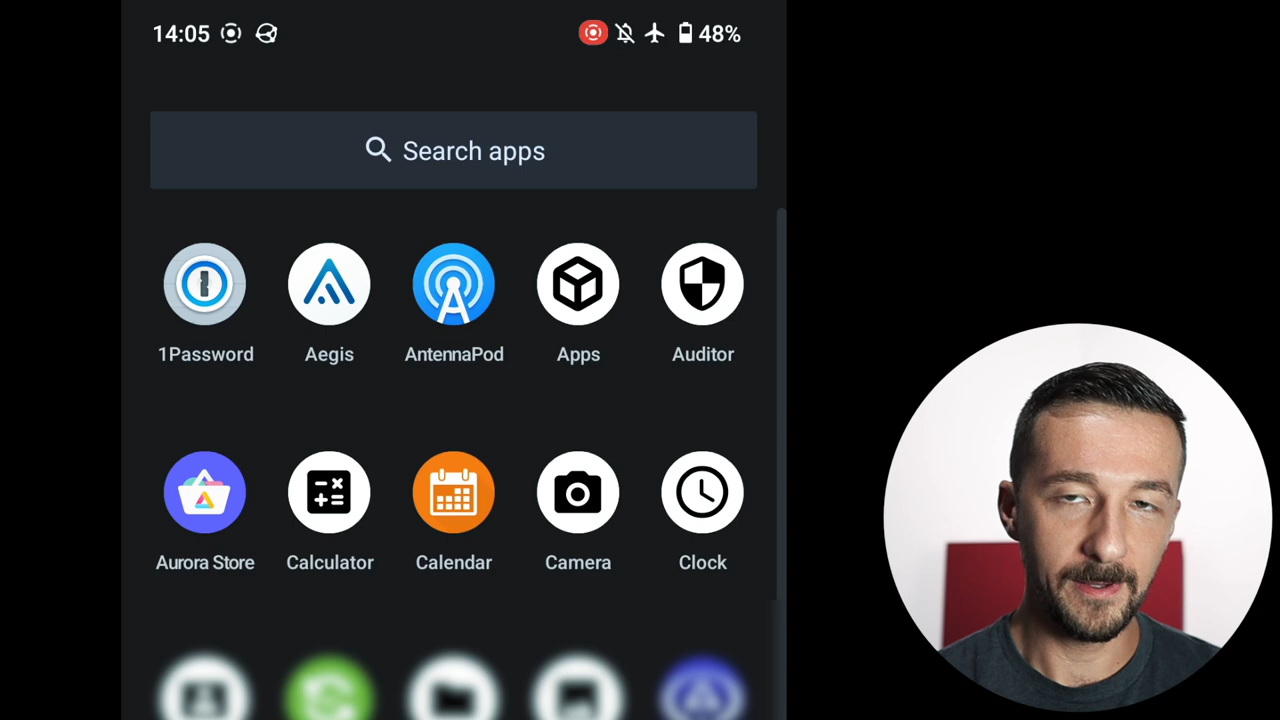 14:05 48%
Search apps
1Password Aegis AntennaPod Apps Auditor
Aurora Store Calculator Calendar Camera Clock